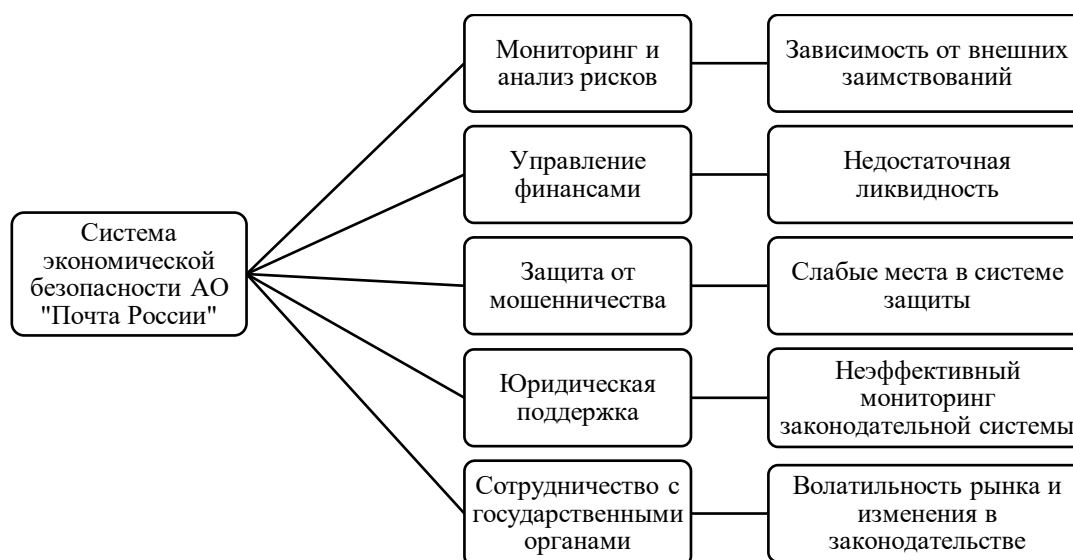 Система
экономической
безопасности АО
"Почта России"
Мониторинг и
анализ рисков
Зависимость от внешних
заимствований
Управление
финансами
Недостаточная
ликвидность
Защита от
мошенничества
Слабые места в системе
защиты
Юридическая
поддержка
Неэффективный
мониторинг
законодательной системы
Сотрудничество с
государственными
органами
Волатильность рынка и
изменения в
законодательстве